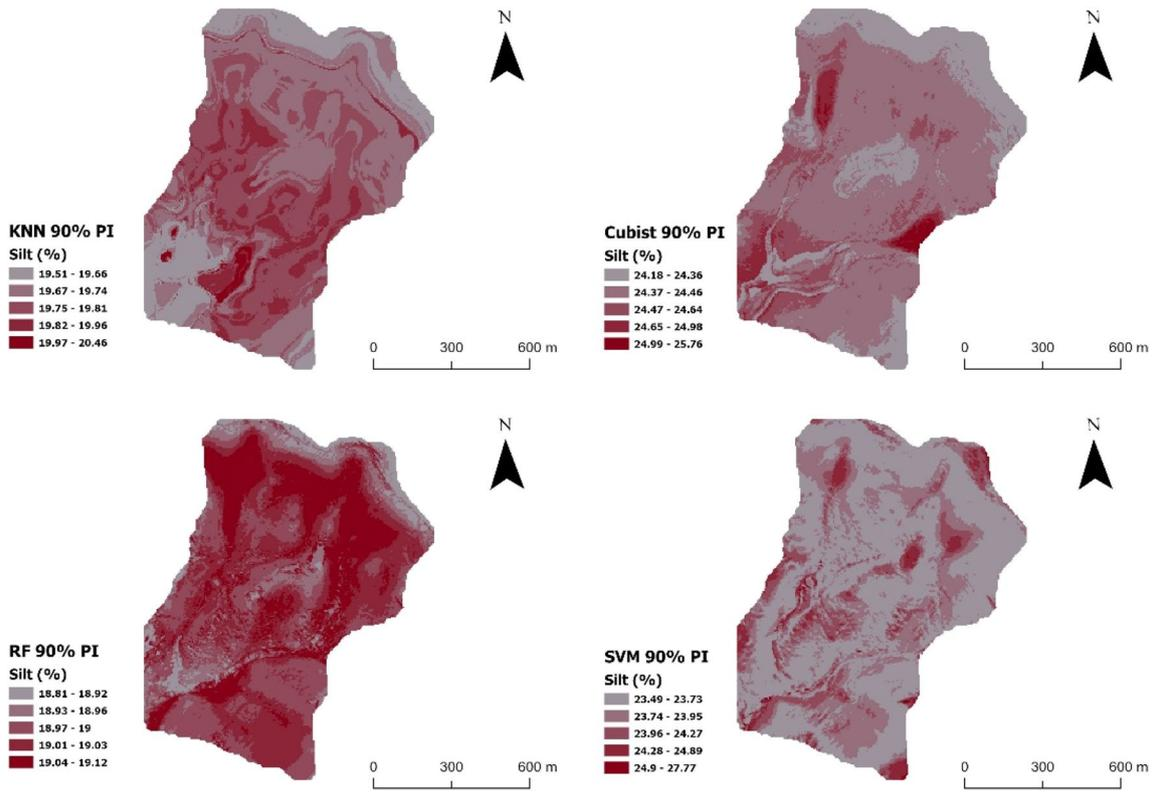 N
KNN 90% PI
Silt (%)
19.51 - 19.66
19.67 - 19.74
19.75 - 19.81
19.82 - 19.96
19.97 - 20.46
0 300 600 m
N
Cubist 90% PI
Silt (%)
24.18 - 24.36
24.37 - 24.46
24.47 - 24.64
24.65 - 24.98
24.99 - 25.76
0 300 600 m
N
RF 90% PI
Silt (%)
18.81 - 18.92
18.93 - 18.96
18.97 - 19
19.01 - 19.03
19.04 - 19.12
0 300 600 m
N
SVM 90% PI
Silt (%)
23.49 - 23.73
23.74 - 23.95
23.96 - 24.27
24.28 - 24.89
24.9 - 27.77
0 300 600 m